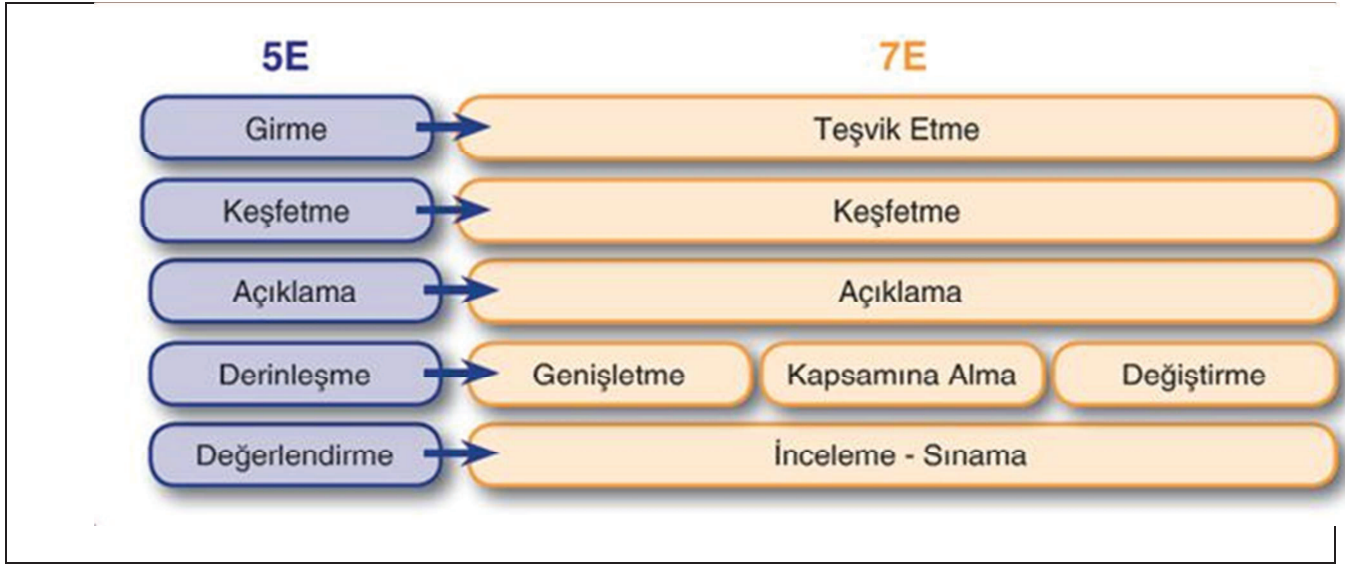 5E 7E
Girme Teşvik Etme
Keşfetme Keşfetme
Açıklama Açıklama
Derinleşme Genişletme Kapsamına Alma Değiştirme
Değerlendirme İnceleme - Sınama